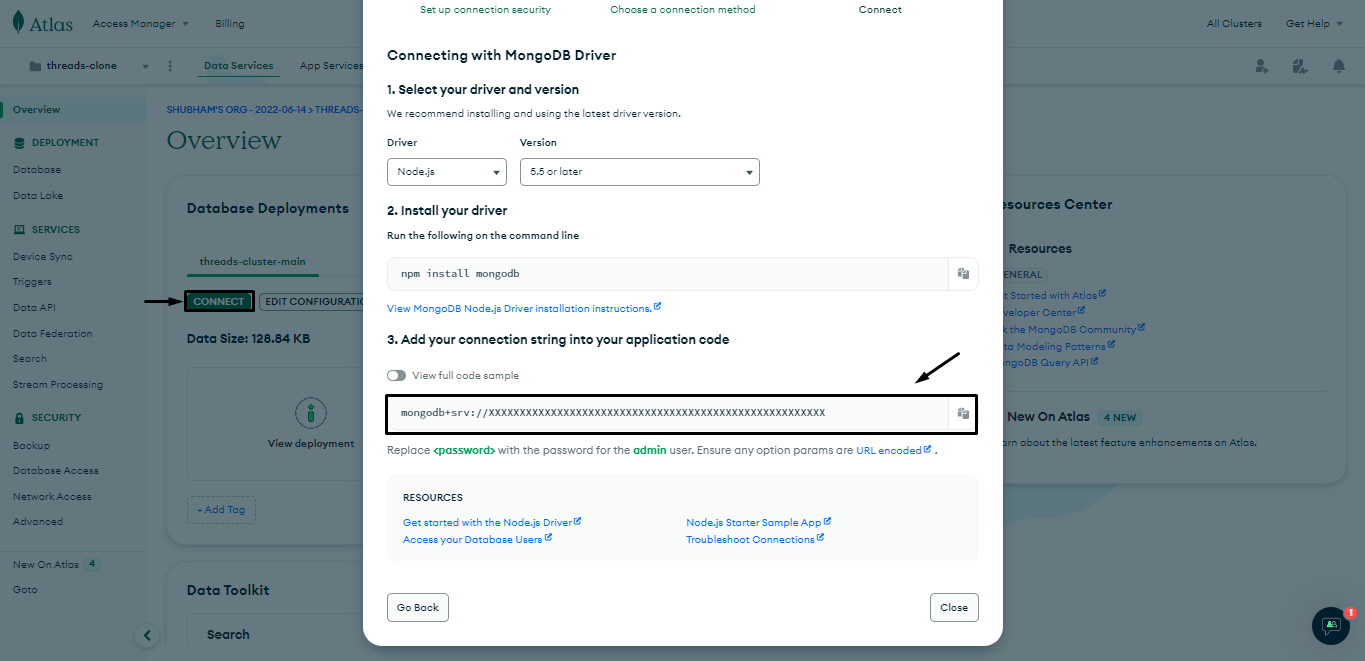 Atlas
Access Manager
Billing
All Clusters
Get Help
threads-clone
Data Services
App Services
Overview
DEPLOYMENT
Database
Data Lake
SERVICES
Device Sync
Triggers
Data API
Data Federation
Search
Stream Processing
SECURITY
Backup
Database Access
Network Access
Advanced
New On Atlas 4
Goto
SHUBHAM'S ORG - 2022-06-14 > THREADS-
Overview
Database Deployments
threads-cluster-main
CONNECT
EDIT CONFIGURATIO
Data Size: 128.84 KB
View deployment
+ Add Tag
Data Toolkit
Search
Set up connection security
Choose a connection method
Connect
Connecting with MongoDB Driver
1. Select your driver and version
We recommend installing and using the latest driver version.
Driver
Version
Node.js
5.5 or later
2. Install your driver
Run the following on the command line
npm install mongodb
View MongoDB Node.js Driver installation instructions.
3. Add your connection string into your application code
View full code sample
mongodb+srv://XXXXXXXXXXXXXXXXXXXXXXXXXXXXXXXXXXXXXXXXXXXXXXXXXXXXXX
Replace <password> with the password for the admin user. Ensure any option params are URL encoded .
RESOURCES
Get started with the Node.js Driver
Node.js Starter Sample App
Access your Database Users
Troubleshoot Connections
Go Back
Close
esources Center
Resources
ENERAL
t Started with Atlas
veloper Center
k the MongoDB Community
ta Modeling Patterns
ongoDB Query API
New On Atlas 4 NEW
arn about the latest feature enhancements on Atlas.
1